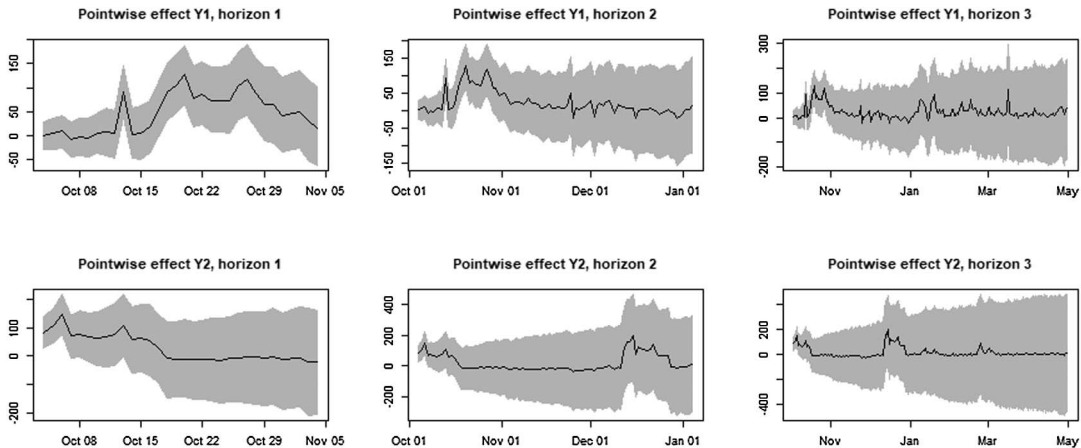 Pointwise effect Y1, horizon 1
150
50
0
-50
Oct 08 Oct 15 Oct 22 Oct 29 Nov 05
Pointwise effect Y1, horizon 2
150
50
-50
-150
Oct 01 Nov 01 Dec 01 Jan 01
Pointwise effect Y1, horizon 3
300
100
0
-200
Nov Jan Mar May
Pointwise effect Y2, horizon 1
100
0
-200
Oct 08 Oct 15 Oct 22 Oct 29 Nov 05
Pointwise effect Y2, horizon 2
400
200
0
-300
Oct 01 Nov 01 Dec 01 Jan 01
Pointwise effect Y2, horizon 3
200
0
-400
Nov Jan Mar May